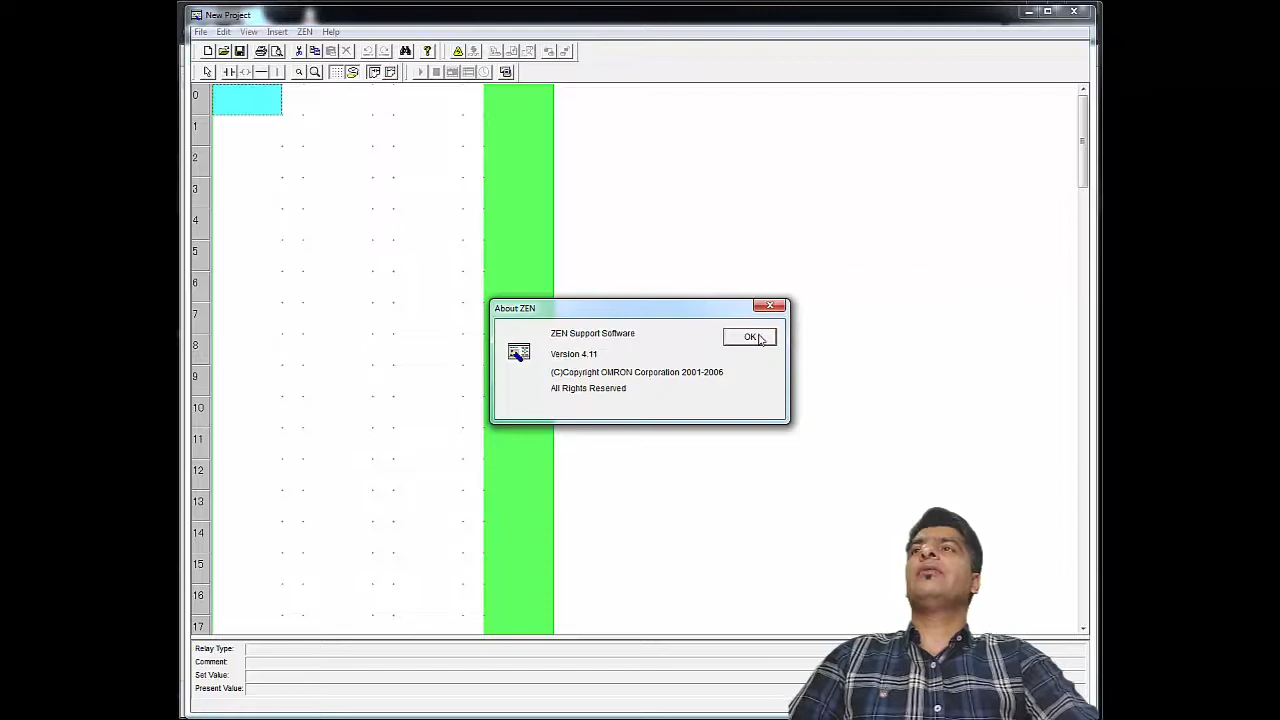 New Project
File Edit View Insert ZEN Help
0
1
2
3
4
5
6
7
8
9
10
11
12
13
14
15
16
17
About ZEN
ZEN Support Software
OK
Version 4.11
(C)Copyright OMRON Corporation 2001-2006
All Rights Reserved
Relay Type:
Comment:
Set Value:
Present Value: